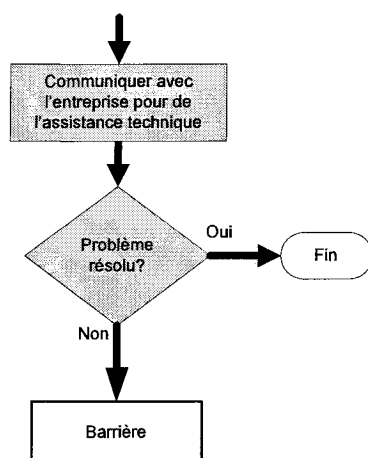 Communiquer avec
l'entreprise pour de
l'assistance technique
Problème
résolu?
Oui
Fin
Non
Barrière